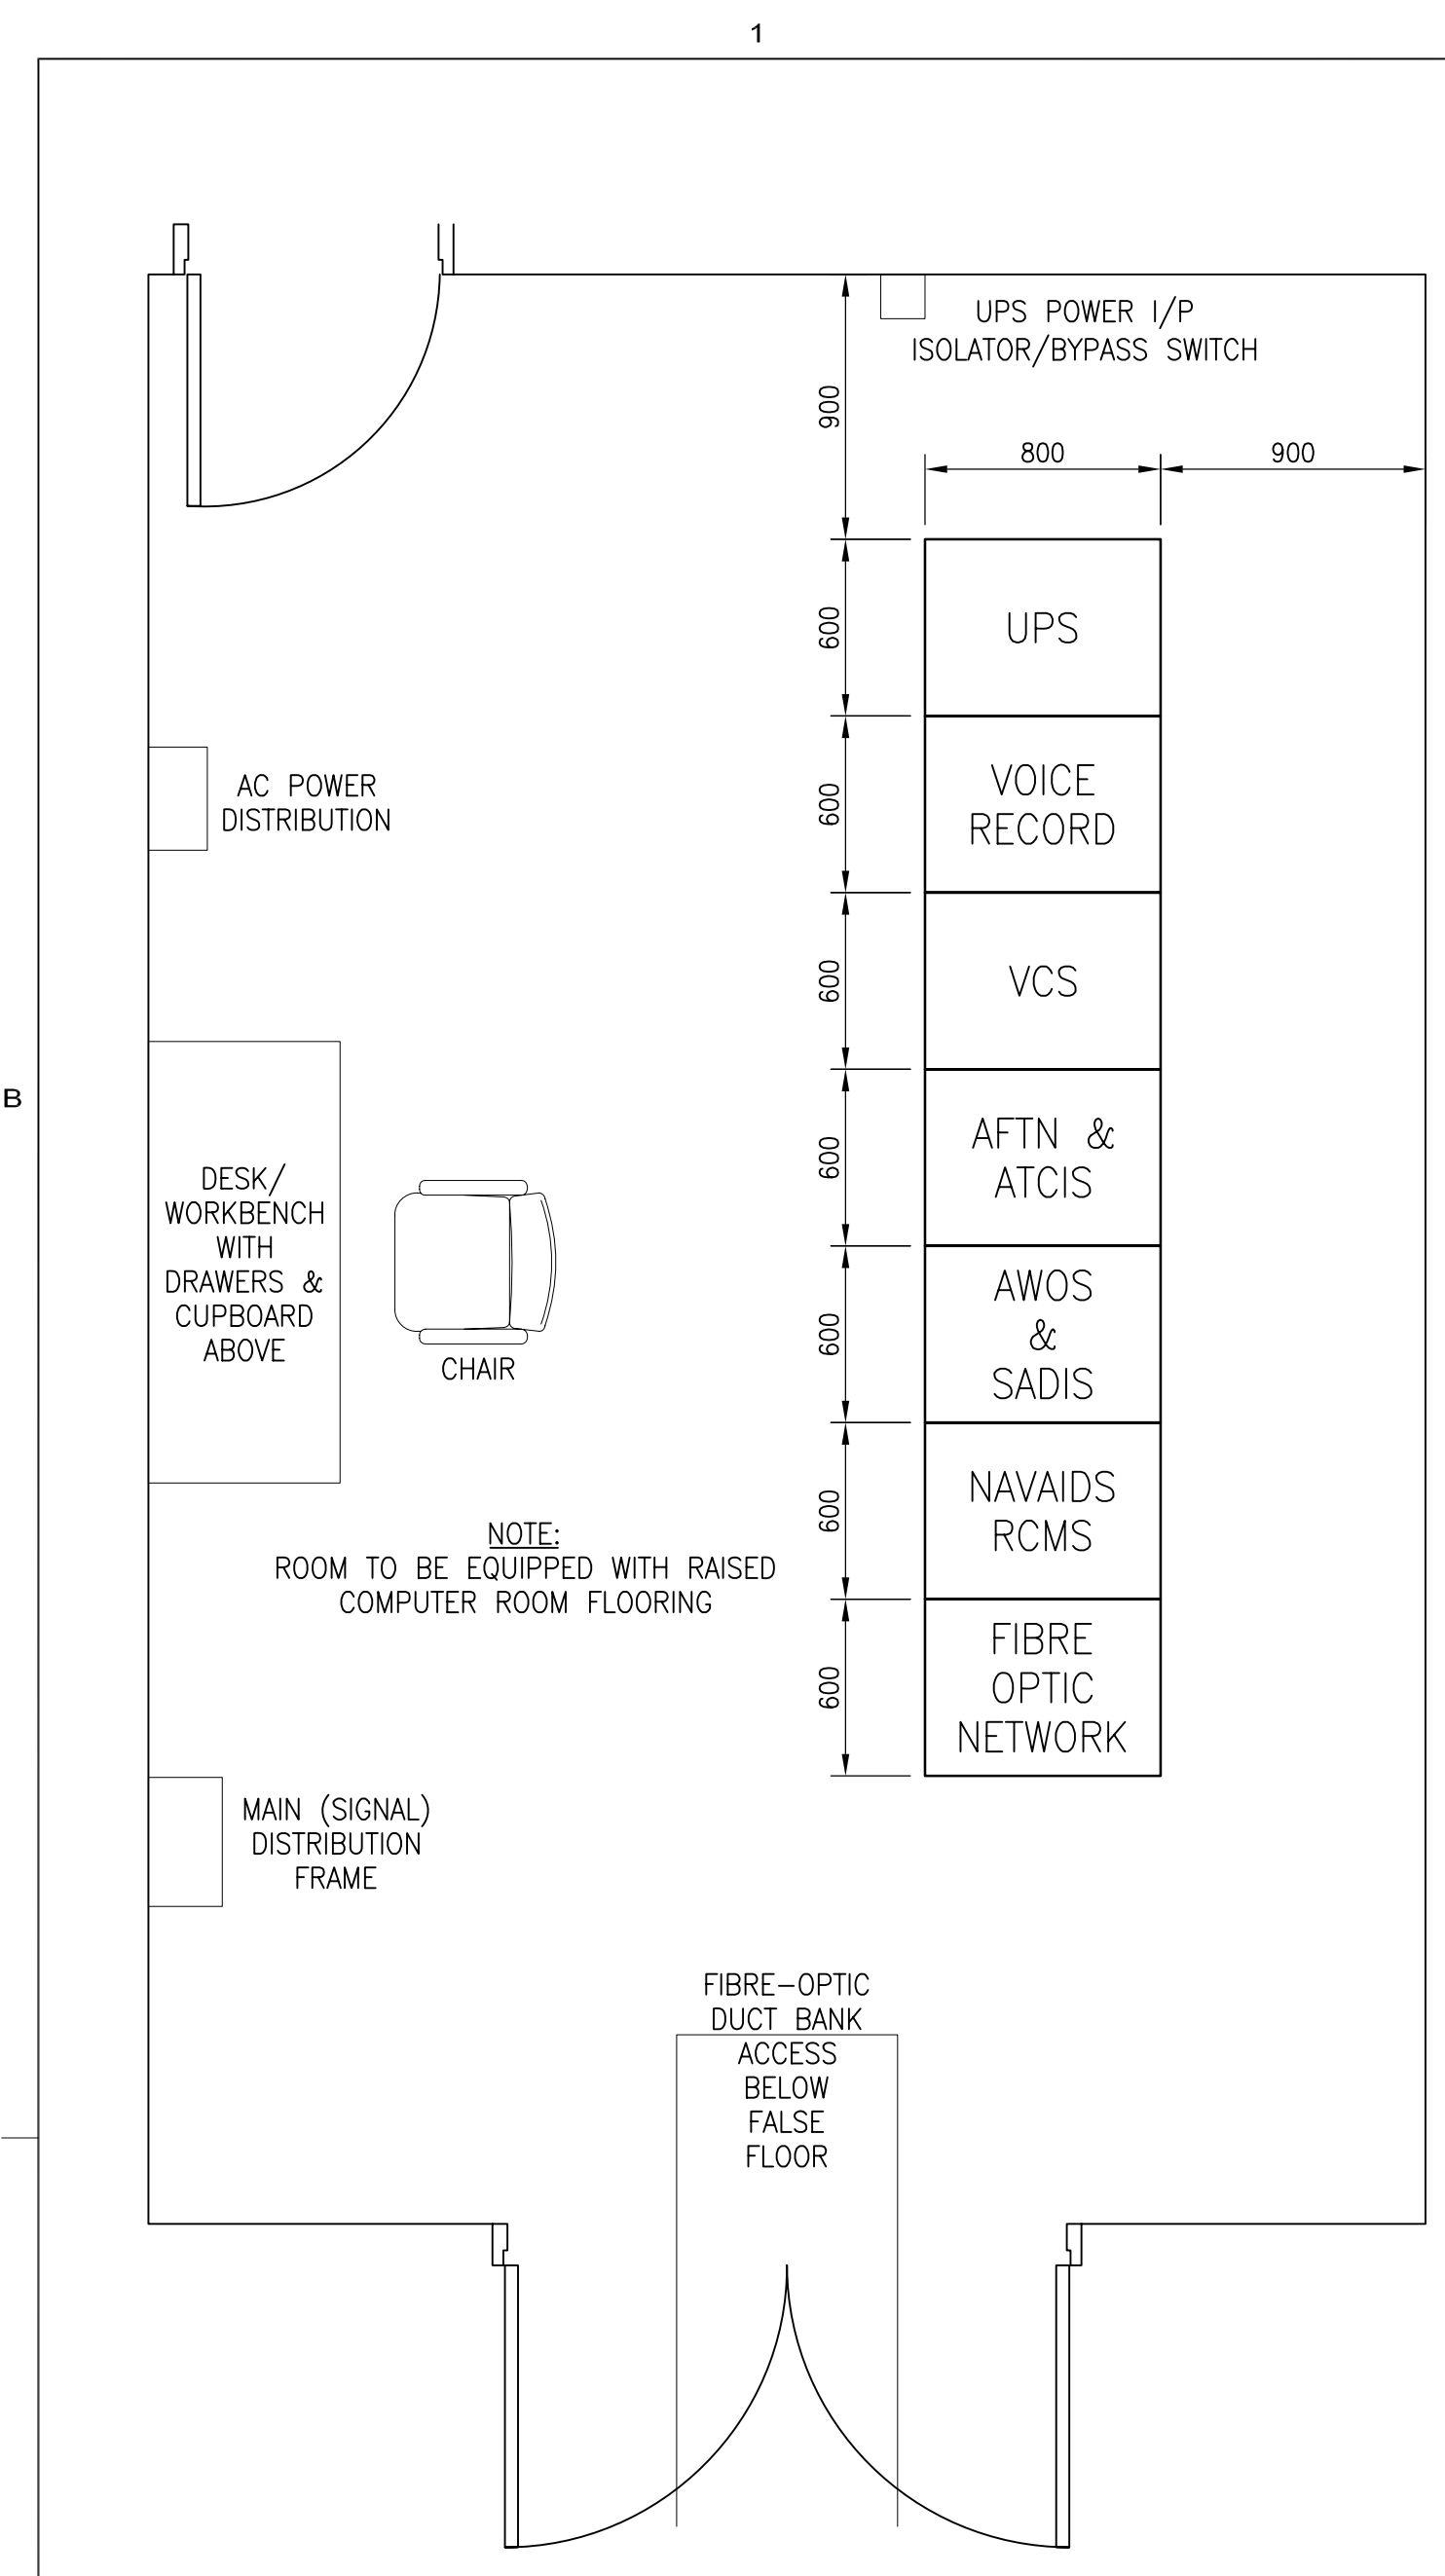 1
UPS POWER I/P
ISOLATOR/BYPASS SWITCH
900
800
900
600
UPS
600
VOICE
RECORD
AC POWER
DISTRIBUTION
600
VCS
B
600
AFTN &
ATCIS
DESK/
WORKBENCH
WITH
DRAWERS &
CUPBOARD
ABOVE
CHAIR
600
AWOS
&
SADIS
600
NAVAIDS
RCMS
NOTE:
ROOM TO BE EQUIPPED WITH RAISED
COMPUTER ROOM FLOORING
600
FIBRE
OPTIC
NETWORK
MAIN (SIGNAL)
DISTRIBUTION
FRAME
FIBRE-OPTIC
DUCT BANK
ACCESS
BELOW
FALSE
FLOOR